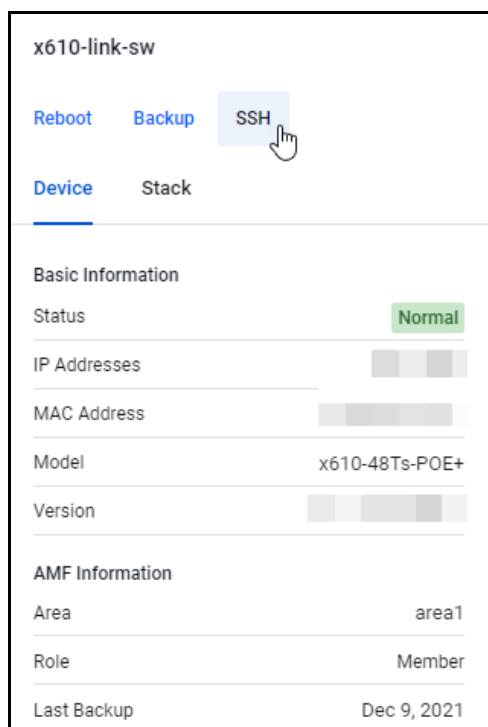 x610-link-sw
Reboot Backup SSH
Device Stack
Basic Information
Status Normal
IP Addresses
MAC Address
Model x610-48Ts-POE+
Version
AMF Information
Area area1
Role Member
Last Backup Dec 9, 2021